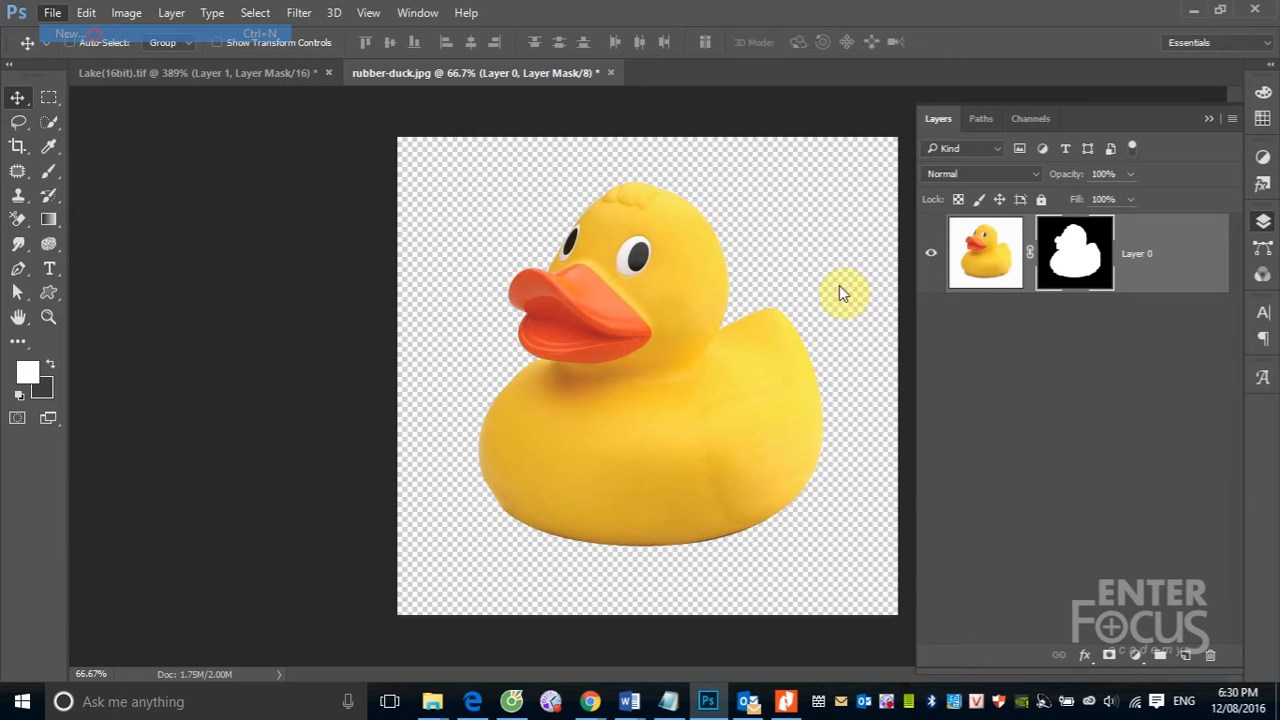 Ps File Edit Image Layer Type Select Filter 3D View Window Help
New... Ctrl+N
Auto-Select: Group Show Transform Controls 3D Mode: Essentials
Lake(16bit).tif @ 389% (Layer 1, Layer Mask/16) * × rubber-duck.jpg @ 66.7% (Layer 0, Layer Mask/8) * ×
Layers Paths Channels
Kind
Normal Opacity: 100%
Lock: Fill: 100%
Layer 0
ENTER
FOCUS
academy
66.67% Doc: 1.75M/2.00M
Ask me anything ENG 6:30 PM
12/08/2016